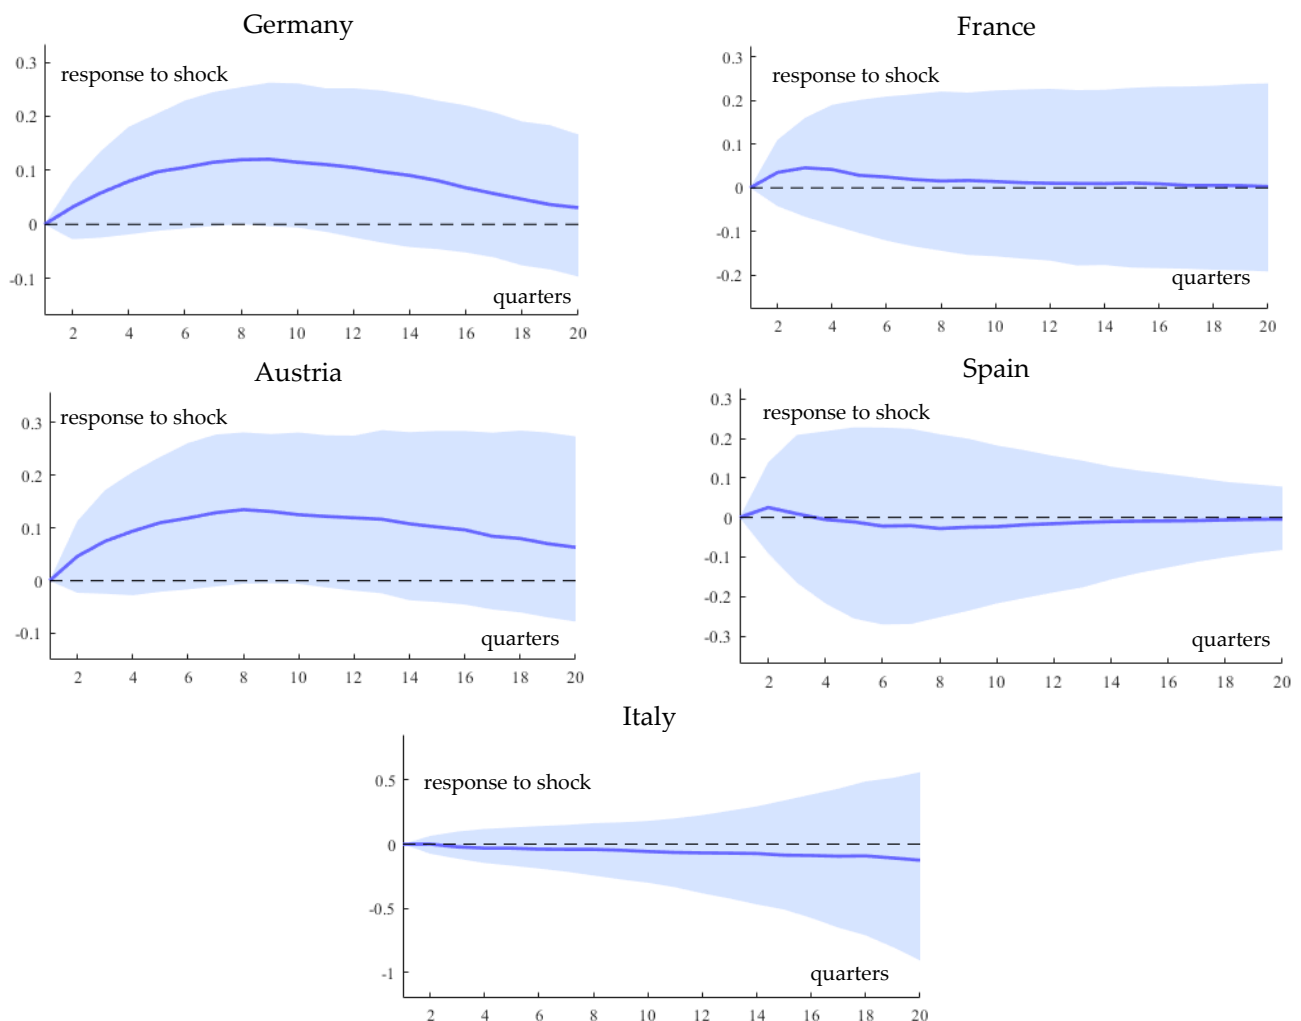 Germany
0.3
response to shock
0.2
0.1
0
-0.1
quarters
2 4 6 8 10 12 14 16 18 20
France
0.3
response to shock
0.2
0.1
0
-0.1
-0.2
quarters
2 4 6 8 10 12 14 16 18 20
Austria
response to shock
0.3
0.2
0.1
0
-0.1
quarters
2 4 6 8 10 12 14 16 18 20
Spain
0.3
response to shock
0.2
0.1
0
-0.1
-0.2
-0.3
quarters
2 4 6 8 10 12 14 16 18 20
Italy
0.5
response to shock
0
-0.5
-1
quarters
2 4 6 8 10 12 14 16 18 20